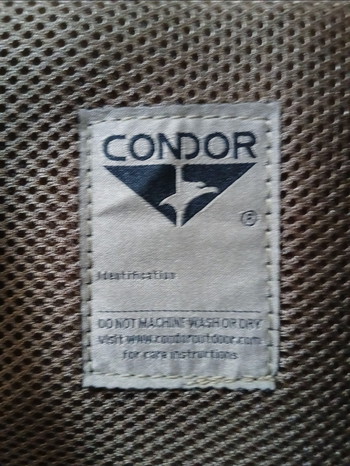 CONDOR
®
Identification
DO NOT MACHINE WASH OR DRY
visit www.condoroutdoor.com
for care instructions